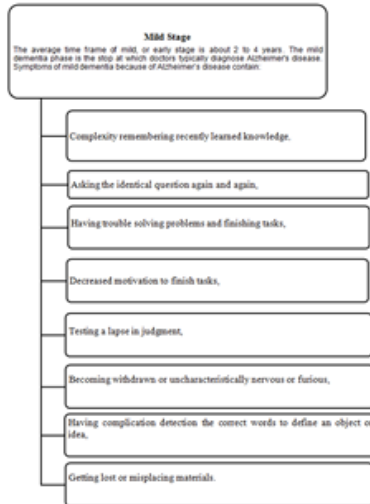 Mild Stage
The average time frame of mild, or early stage is about 2 to 4 years. The mild
dementia phase is the stop at which doctors typically diagnose Alzheimer's disease.
Symptoms of mild dementia because of Alzheimer's disease contain:
Complexity remembering recently learned knowledge,
Asking the identical question again and again,
Having trouble solving problems and finishing tasks,
Decreased motivation to finish tasks,
Testing a lapse in judgment,
Becoming withdrawn or uncharacteristically nervous or furious,
Having complication detection the correct words to define an object or
idea,
Getting lost or misplacing materials.